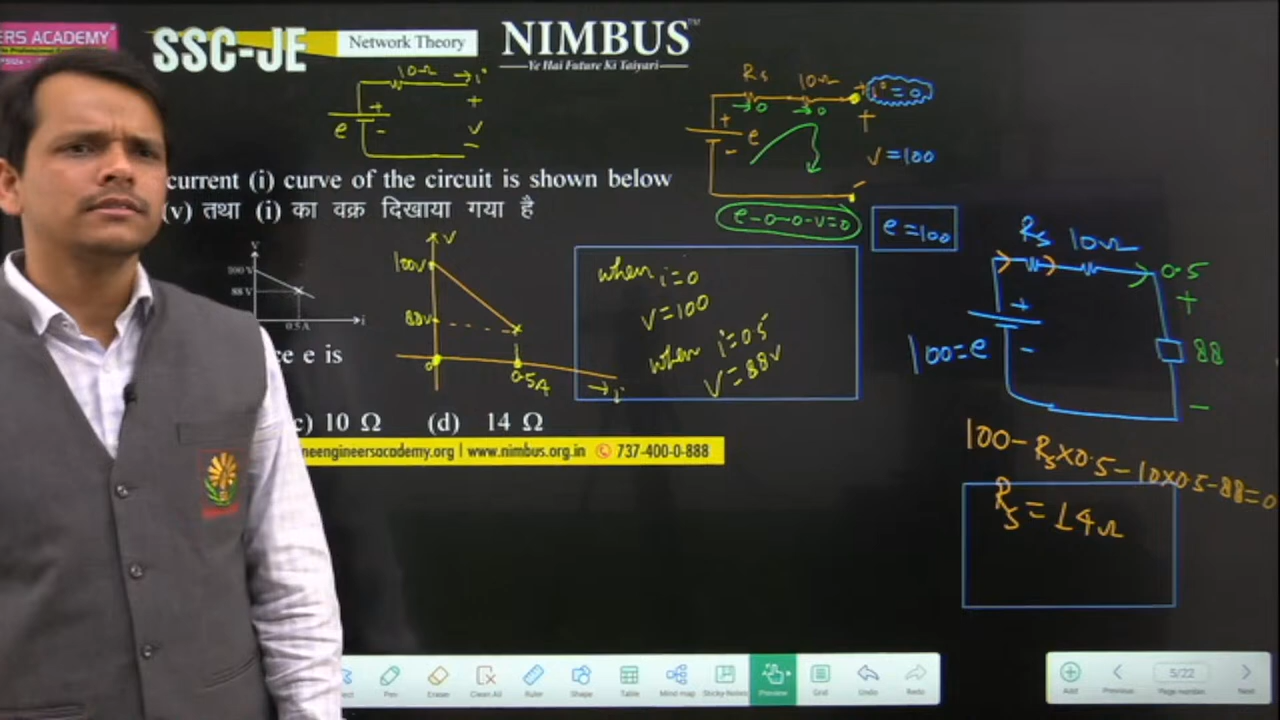 ERS ACADEMY
SSC-JE
Network Theory
NIMBUS™
Ye Hai Future Ki Taiyari
10Ω
i
+
+
e
-
V
-
Rs
10Ω
i=0
→0
→0
+
e
-
+
V=100
-
e-0-0-V=0
e=100
current (i) curve of the circuit is shown below
(v) तथा (i) का वक्र दिखाया गया है
V
100 V
88 V
0.5A
i
V
100V
88V
0
0.5A
→i
when i=0
V=100
when i=0.5
V=88V
Rs 10Ω
0.5
+
+
100=e
-
88
-
100-Rs×0.5-10×0.5-88=0
Rs=14Ω
ce e is
c) 10 Ω (d) 14 Ω
neengineersacademy.org | www.nimbus.org.in 737-400-0-888
Pen
Eraser
Clean All
Ruler
Shape
Table
Mind map
Sticky Notes
Preview
Grid
Undo
Redo
Add
Previous
5/22
Page number
Next